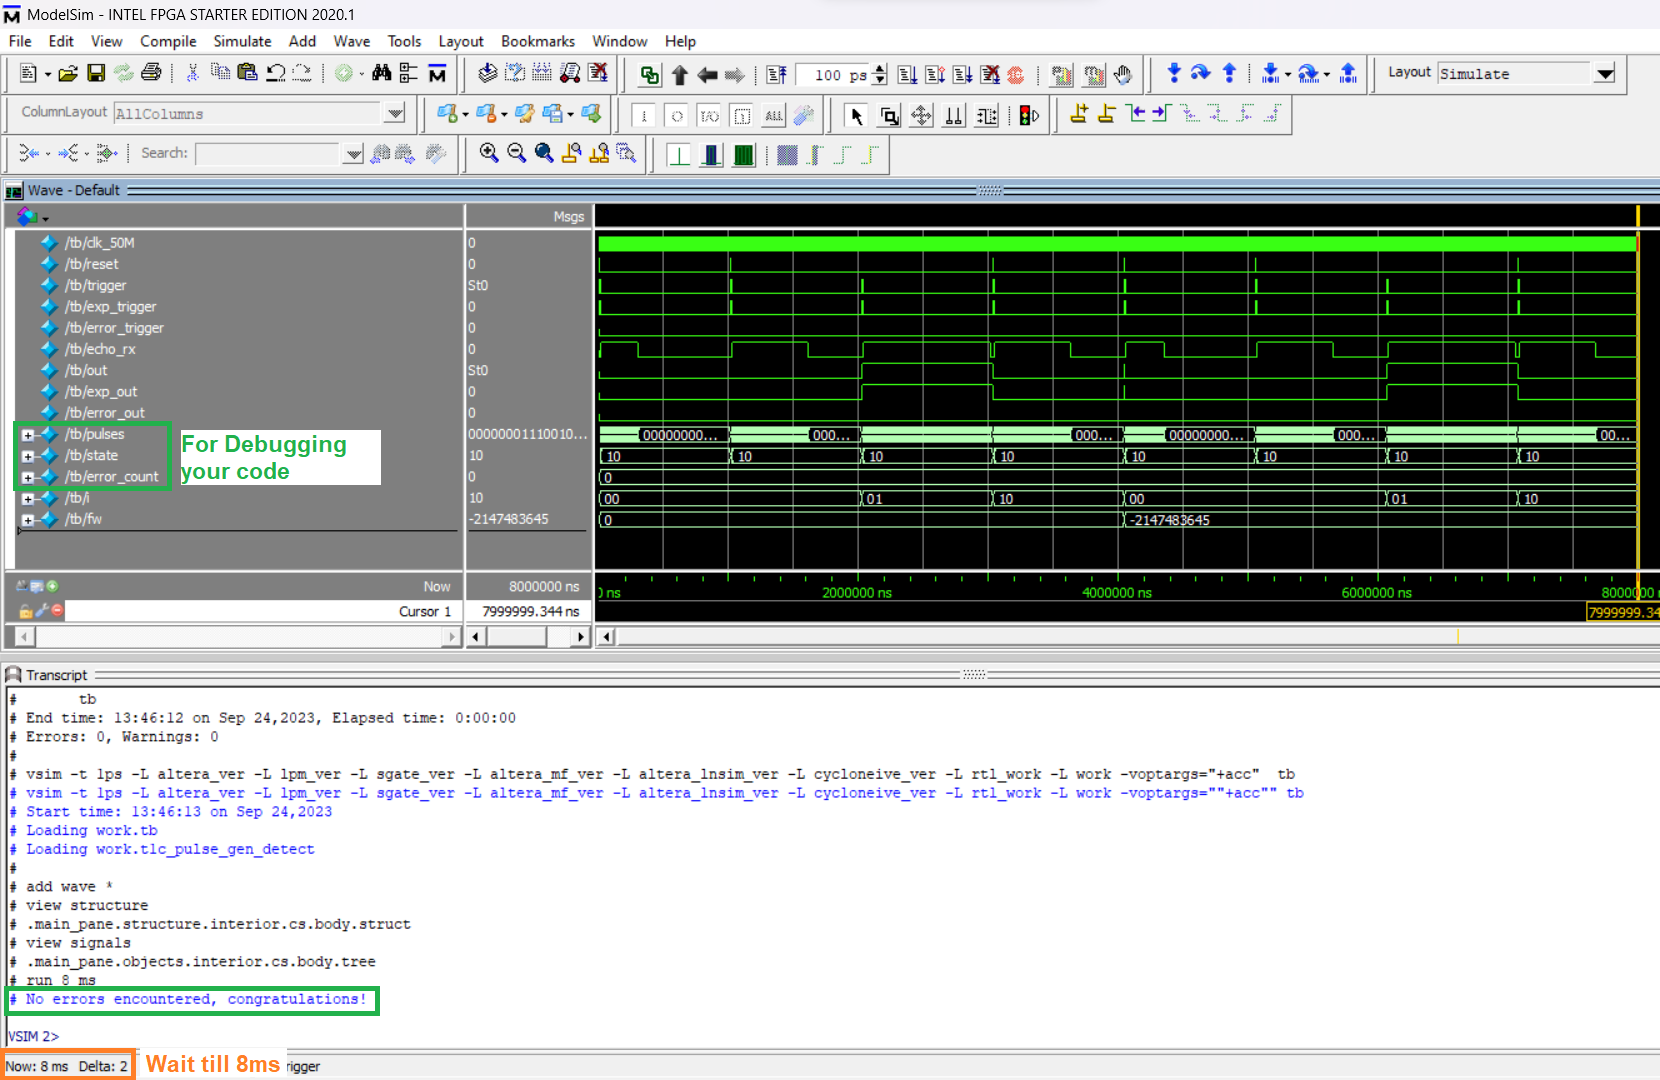 ModelSim - INTEL FPGA STARTER EDITION 2020.1
File Edit View Compile Simulate Add Wave Tools Layout Bookmarks Window Help
100 ps
Layout Simulate
ColumnLayout AllColumns
ALL
Search:
Wave - Default
Msgs
/tb/clk_50M 0
/tb/reset 0
/tb/trigger St0
/tb/exp_trigger 0
/tb/error_trigger 0
/tb/echo_rx 0
/tb/out St0
/tb/exp_out 0
/tb/error_out 0
/tb/pulses 00000001110010... 00000000... 000... 000... 00000000... 000... 00...
/tb/state 10 10 10 10 10 10 10 10 10
/tb/error_count 0 0
/tb/i 10 00 01 10 00 01 10
/tb/fw -2147483645 0 -2147483645
For Debugging
your code
Now 8000000 ns
)ns 2000000 ns 4000000 ns 6000000 ns 8000000
Cursor 1 7999999.344 ns 7999999.34
Transcript
# tb
# End time: 13:46:12 on Sep 24,2023, Elapsed time: 0:00:00
# Errors: 0, Warnings: 0
#
# vsim -t 1ps -L altera_ver -L lpm_ver -L sgate_ver -L altera_mf_ver -L altera_lnsim_ver -L cycloneive_ver -L rtl_work -L work -voptargs="+acc" tb
# vsim -t 1ps -L altera_ver -L lpm_ver -L sgate_ver -L altera_mf_ver -L altera_lnsim_ver -L cycloneive_ver -L rtl_work -L work -voptargs=""+acc"" tb
# Start time: 13:46:13 on Sep 24,2023
# Loading work.tb
# Loading work.t1c_pulse_gen_detect
#
# add wave *
# view structure
# .main_pane.structure.interior.cs.body.struct
# view signals
# .main_pane.objects.interior.cs.body.tree
# run 8 ms
# No errors encountered, congratulations!
VSIM 2>
Now: 8 ms Delta: 2 Wait till 8ms rigger